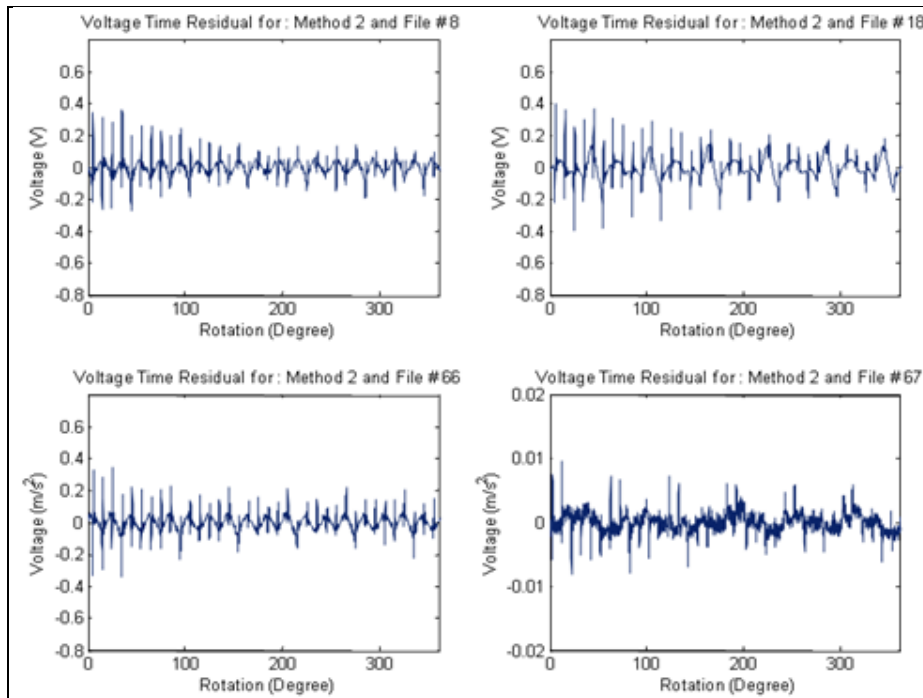 Voltage Time Residual for: Method 2 and File #8
0.6
0.4
0.2
0
-0.2
-0.4
-0.6
-0.8
Voltage (V)
0 100 200 300
Rotation (Degree)
Voltage Time Residual for: Method 2 and File #18
0.6
0.4
0.2
0
-0.2
-0.4
-0.6
-0.8
Voltage (V)
0 100 200 300
Rotation (Degree)
Voltage Time Residual for: Method 2 and File #66
0.6
0.4
0.2
0
-0.2
-0.4
-0.6
-0.8
Voltage (m/s²)
0 100 200 300
Rotation (Degree)
Voltage Time Residual for: Method 2 and File #67
0.02
0.01
0
-0.01
-0.02
Voltage (m/s²)
0 100 200 300
Rotation (Degree)